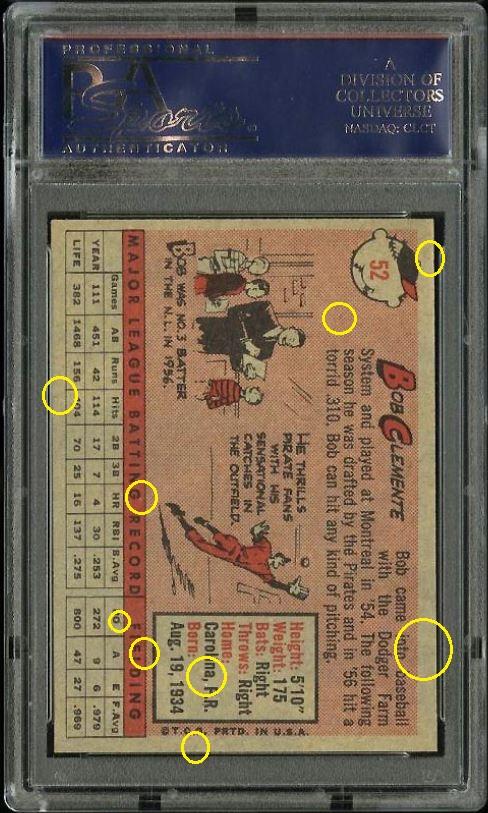 PROFESSIONAL
PSA
Sports
AUTHENTICATOR
A
DIVISION OF
COLLECTORS
UNIVERSE
NASDAQ: CLCT
52
BOB CLEMENTE
Bob came into baseball
with the Dodger Farm
System and played at Montreal in '54. The following
season he was drafted by the Pirates and in '56 hit a
torrid 310. Bob can hit any kind of pitching.
BOB WAS NO. 3 BATTER
IN THE N.L. IN 1956.
HE THRILLS
PIRATE FANS
WITH HIS
SENSATIONAL
CATCHES IN
THE OUTFIELD.
Height: 5'10"
Weight: 175
Bats: Right
Throws: Right
Home:
Carolina, P.R.
Born:
Aug. 19, 1934
©T.C.G. PRTD. IN U.S.A.
MAJOR LEAGUE BATTING RECORD FIELDING
Games AB Runs Hits 2B 3B HR RBI B.Avg G A E F.Avg
YEAR 111 451 42 114 17 7 4 30 .253 272 9 6 .979
LIFE 382 1468 156 404 70 25 16 137 .275 800 47 27 .969